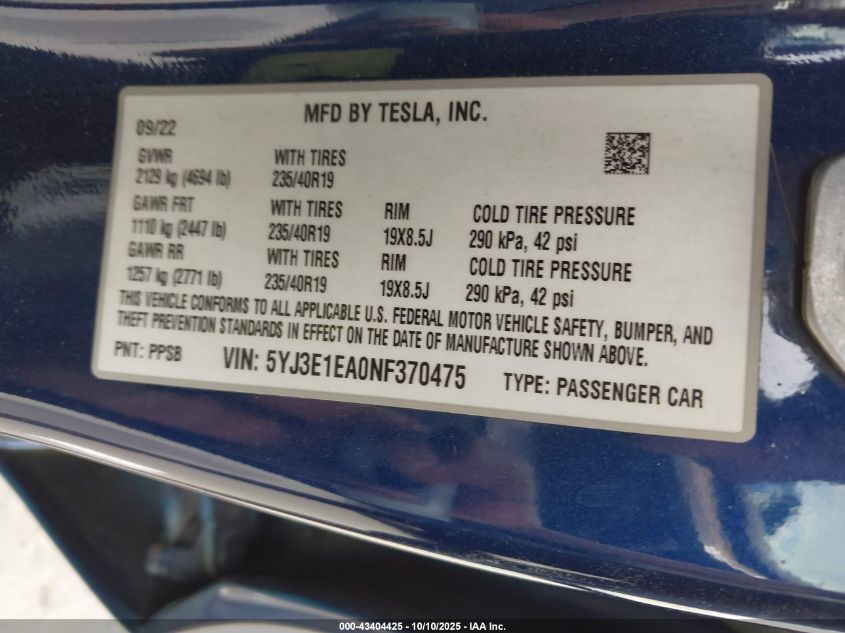 MFD BY TESLA, INC.
09/22
GVWR WITH TIRES
2129 kg (4694 lb) 235/40R19
GAWR FRT WITH TIRES RIM COLD TIRE PRESSURE
1110 kg (2447 lb) 235/40R19 19X8.5J 290 kPa, 42 psi
GAWR RR WITH TIRES RIM COLD TIRE PRESSURE
1257 kg (2771 lb) 235/40R19 19X8.5J 290 kPa, 42 psi
THIS VEHICLE CONFORMS TO ALL APPLICABLE U.S. FEDERAL MOTOR VEHICLE SAFETY, BUMPER, AND
THEFT PREVENTION STANDARDS IN EFFECT ON THE DATE OF MANUFACTURE SHOWN ABOVE.
PNT: PPSB VIN: 5YJ3E1EA0NF370475 TYPE: PASSENGER CAR
000-43404425 - 10/10/2025 - IAA Inc.